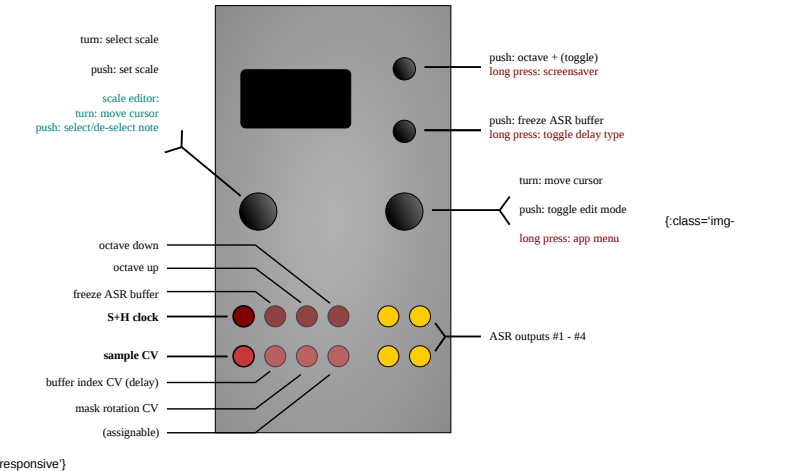 turn: select scale
push: set scale
scale editor:
turn: move cursor
push: select/de-select note
push: octave + (toggle)
long press: screensaver
push: freeze ASR buffer
long press: toggle delay type
turn: move cursor
push: toggle edit mode
long press: app menu
{:class=‘img-
octave down
octave up
freeze ASR buffer
S+H clock
sample CV
buffer index CV (delay)
mask rotation CV
(assignable)
ASR outputs #1 - #4
responsive’}